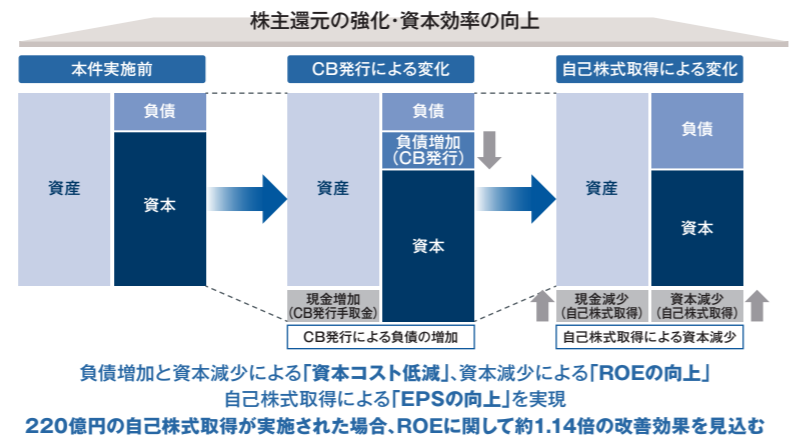 株主還元の強化・資本効率の向上
本件実施前
CB発行による変化
自己株式取得による変化
資産
負債
資本
資産
負債
負債増加
(CB発行)
資本
現金増加
(CB発行手取金)
CB発行による負債の増加
資産
負債
資本
現金減少
(自己株式取得)
資本減少
(自己株式取得)
自己株式取得による資本減少
負債増加と資本減少による「資本コスト低減」、資本減少による「ROEの向上」
自己株式取得による「EPSの向上」を実現
220億円の自己株式取得が実施された場合、ROEに関して約1.14倍の改善効果を見込む